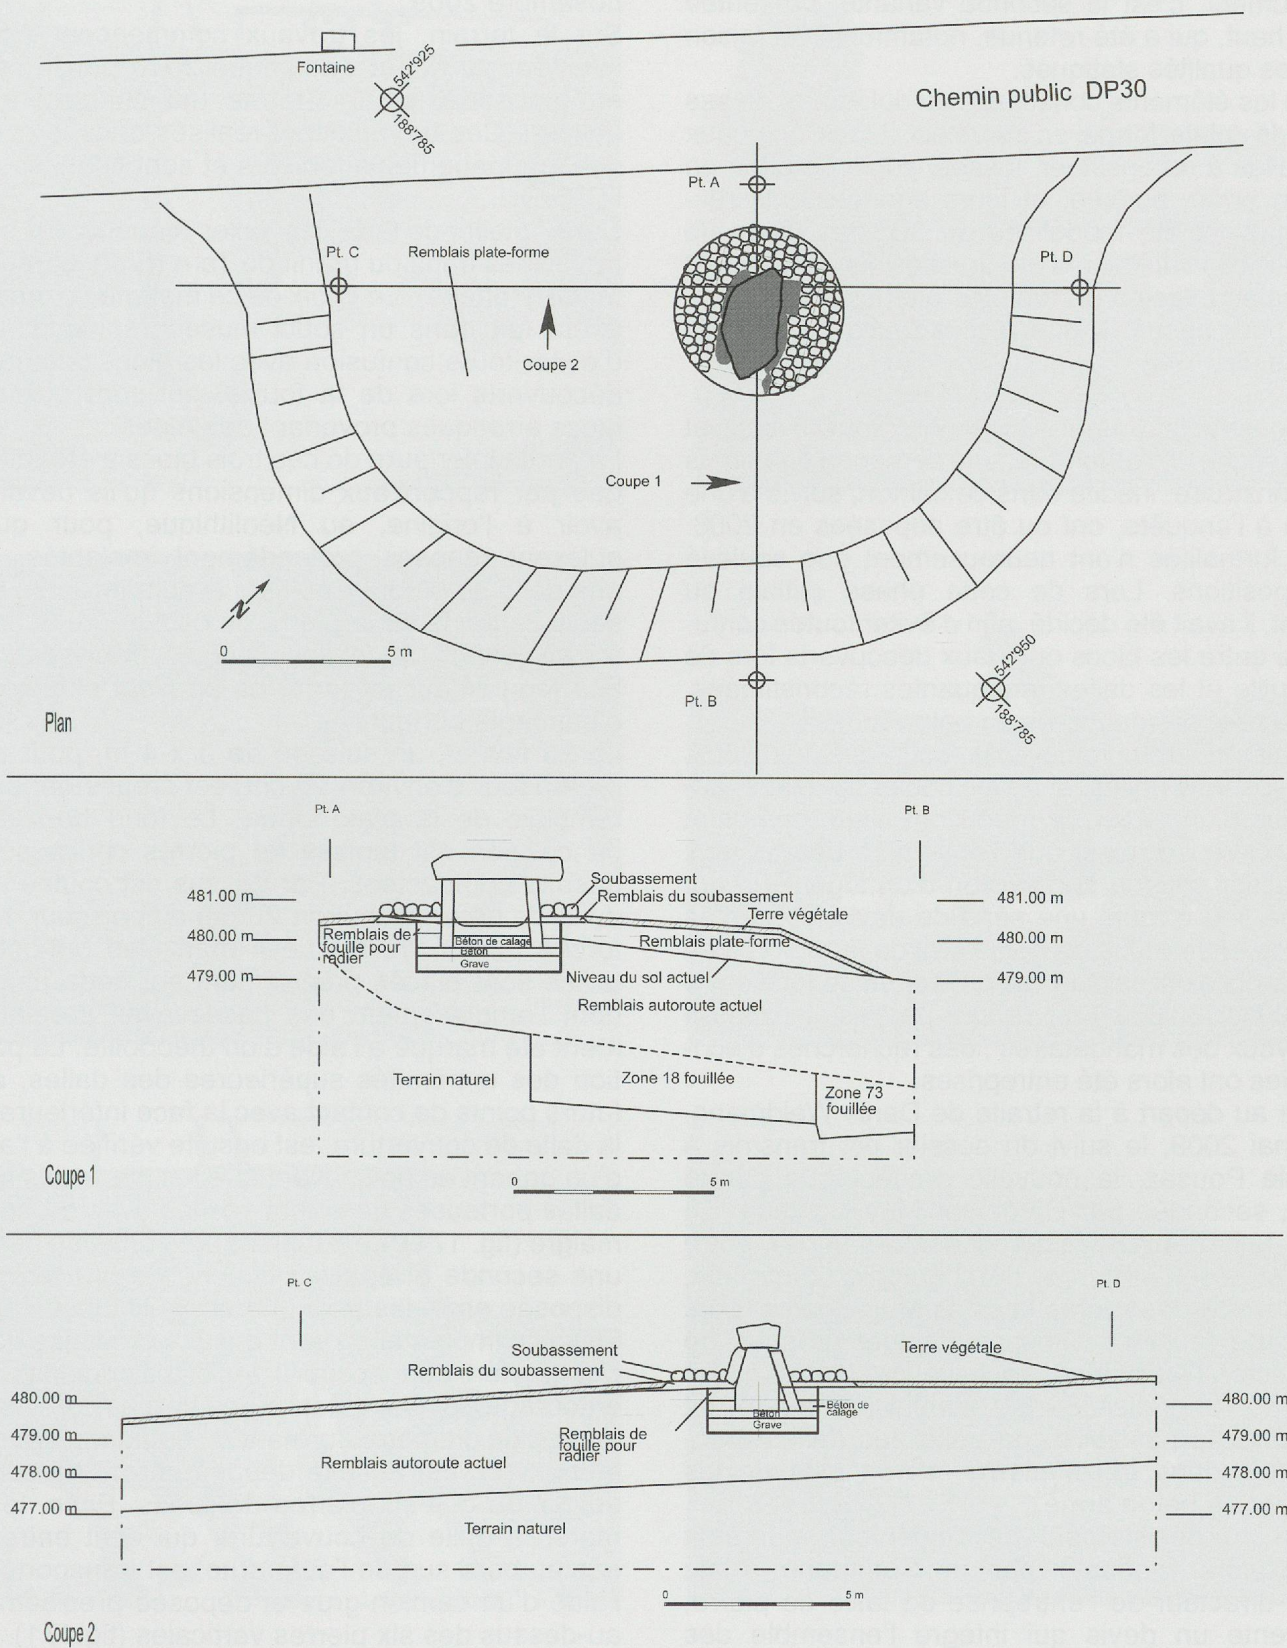 Fontaine
542'925
188'785
Chemin public DP30
Pt. A
Pt. C
Remblais plate-forme
Pt. D
Coupe 2
Coupe 1
N
0 5 m
542'950
188'785
Pt. B
Plan
Pt. A
Pt. B
Soubassement
481.00 m
Remblais du soubassement
481.00 m
Terre végétale
480.00 m
Remblais de
fouille pour
radier
Béton de calage
Béton
Grave
Remblais plate-forme
480.00 m
479.00 m
Niveau du sol actuel
479.00 m
Remblais autoroute actuel
Terrain naturel
Zone 18 fouillée
Zone 73
fouillée
Coupe 1
0 5 m
Pt. C
Pt. D
Soubassement
Terre végétale
Remblais du soubassement
480.00 m
480.00 m
Béton de
calage
Béton
Grave
479.00 m
Remblais de
fouille pour
radier
479.00 m
Remblais autoroute actuel
478.00 m
478.00 m
477.00 m
477.00 m
Terrain naturel
0 5 m
Coupe 2